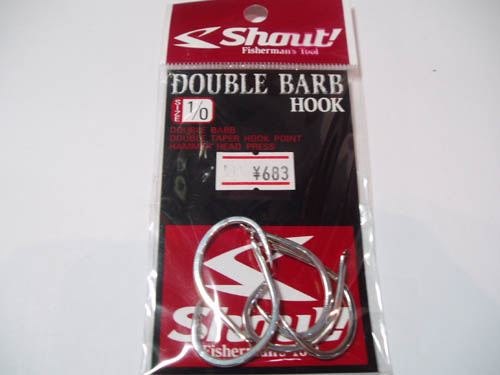 Shout!
Fisherman's Tool
DOUBLE BARB
HOOK
SIZE 1/0
DOUBLE BARB
DOUBLE TAPER HOOK POINT
HAMMER HEAD PRESS
¥683
Shout!
Fisherman's Tool